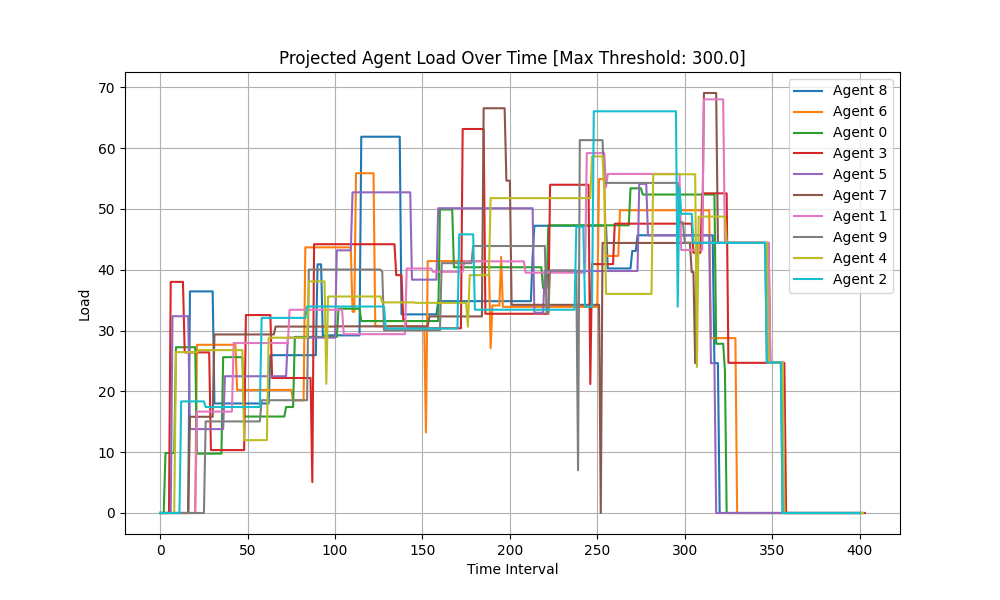 Projected Agent Load Over Time [Max Threshold: 300.0]
Load
70
60
50
40
30
20
10
0
0 50 100 150 200 250 300 350 400
Time Interval
Agent 8
Agent 6
Agent 0
Agent 3
Agent 5
Agent 7
Agent 1
Agent 9
Agent 4
Agent 2